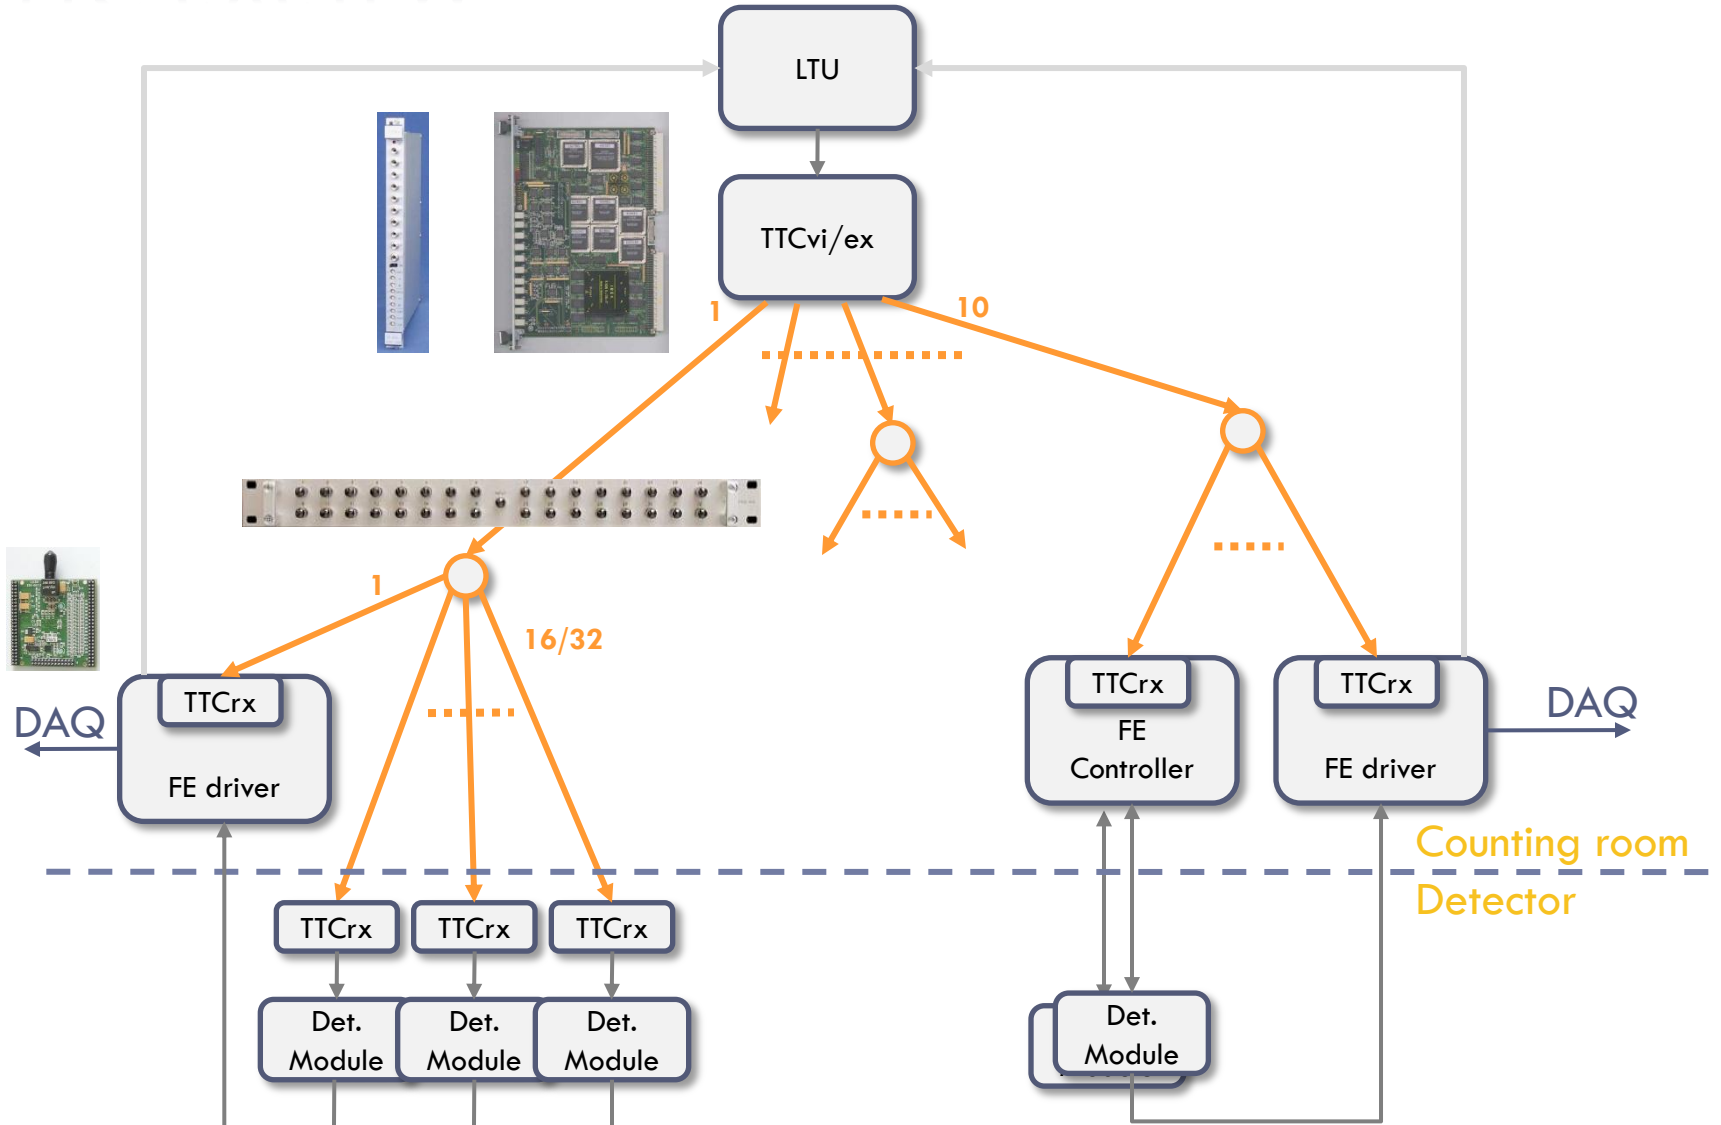 LTU
TTCvi/ex
1
10
1
16/32
TTCrx
FE driver
DAQ
TTCrx
FE
Controller
TTCrx
FE driver
DAQ
Counting room
Detector
TTCrx
TTCrx
TTCrx
Det.
Module
Det.
Module
Det.
Module
Det.
Module